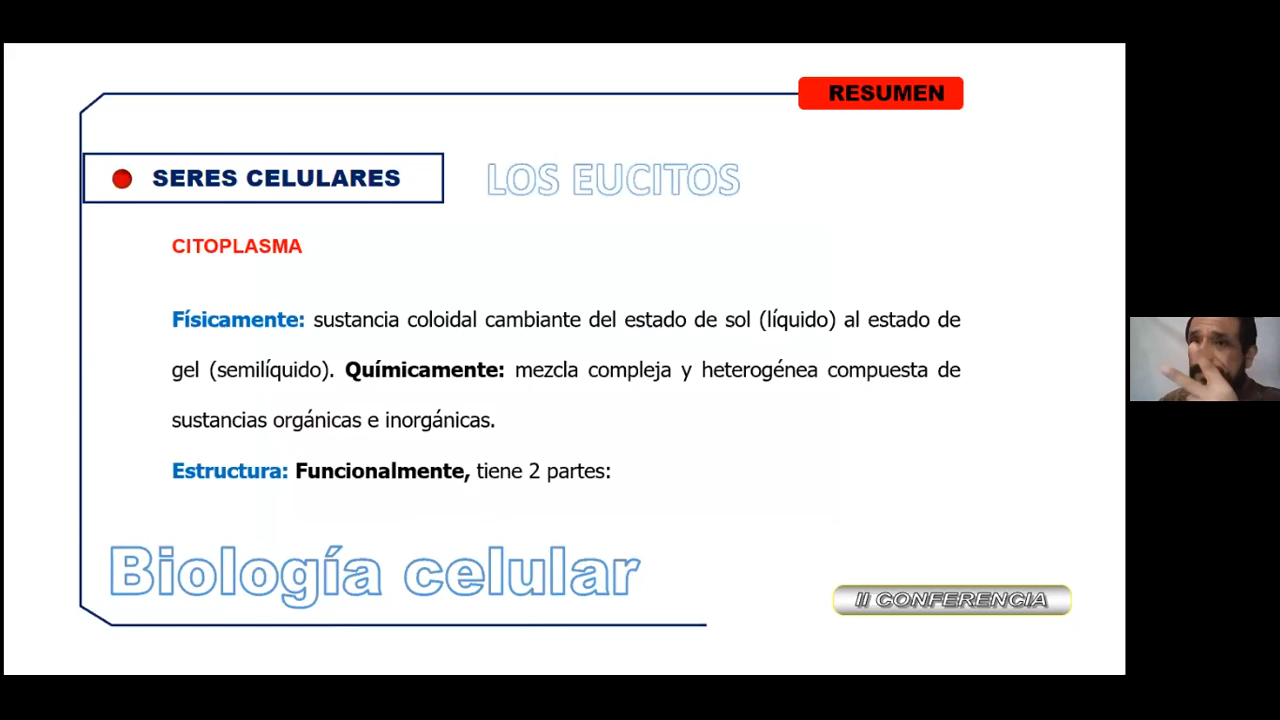 RESUMEN
SERES CELULARES
LOS EUCITOS
CITOPLASMA
Físicamente: sustancia coloidal cambiante del estado de sol (líquido) al estado de
gel (semilíquido). Químicamente: mezcla compleja y heterogénea compuesta de
sustancias orgánicas e inorgánicas.
Estructura: Funcionalmente, tiene 2 partes:
Biología celular
II CONFERENCIA